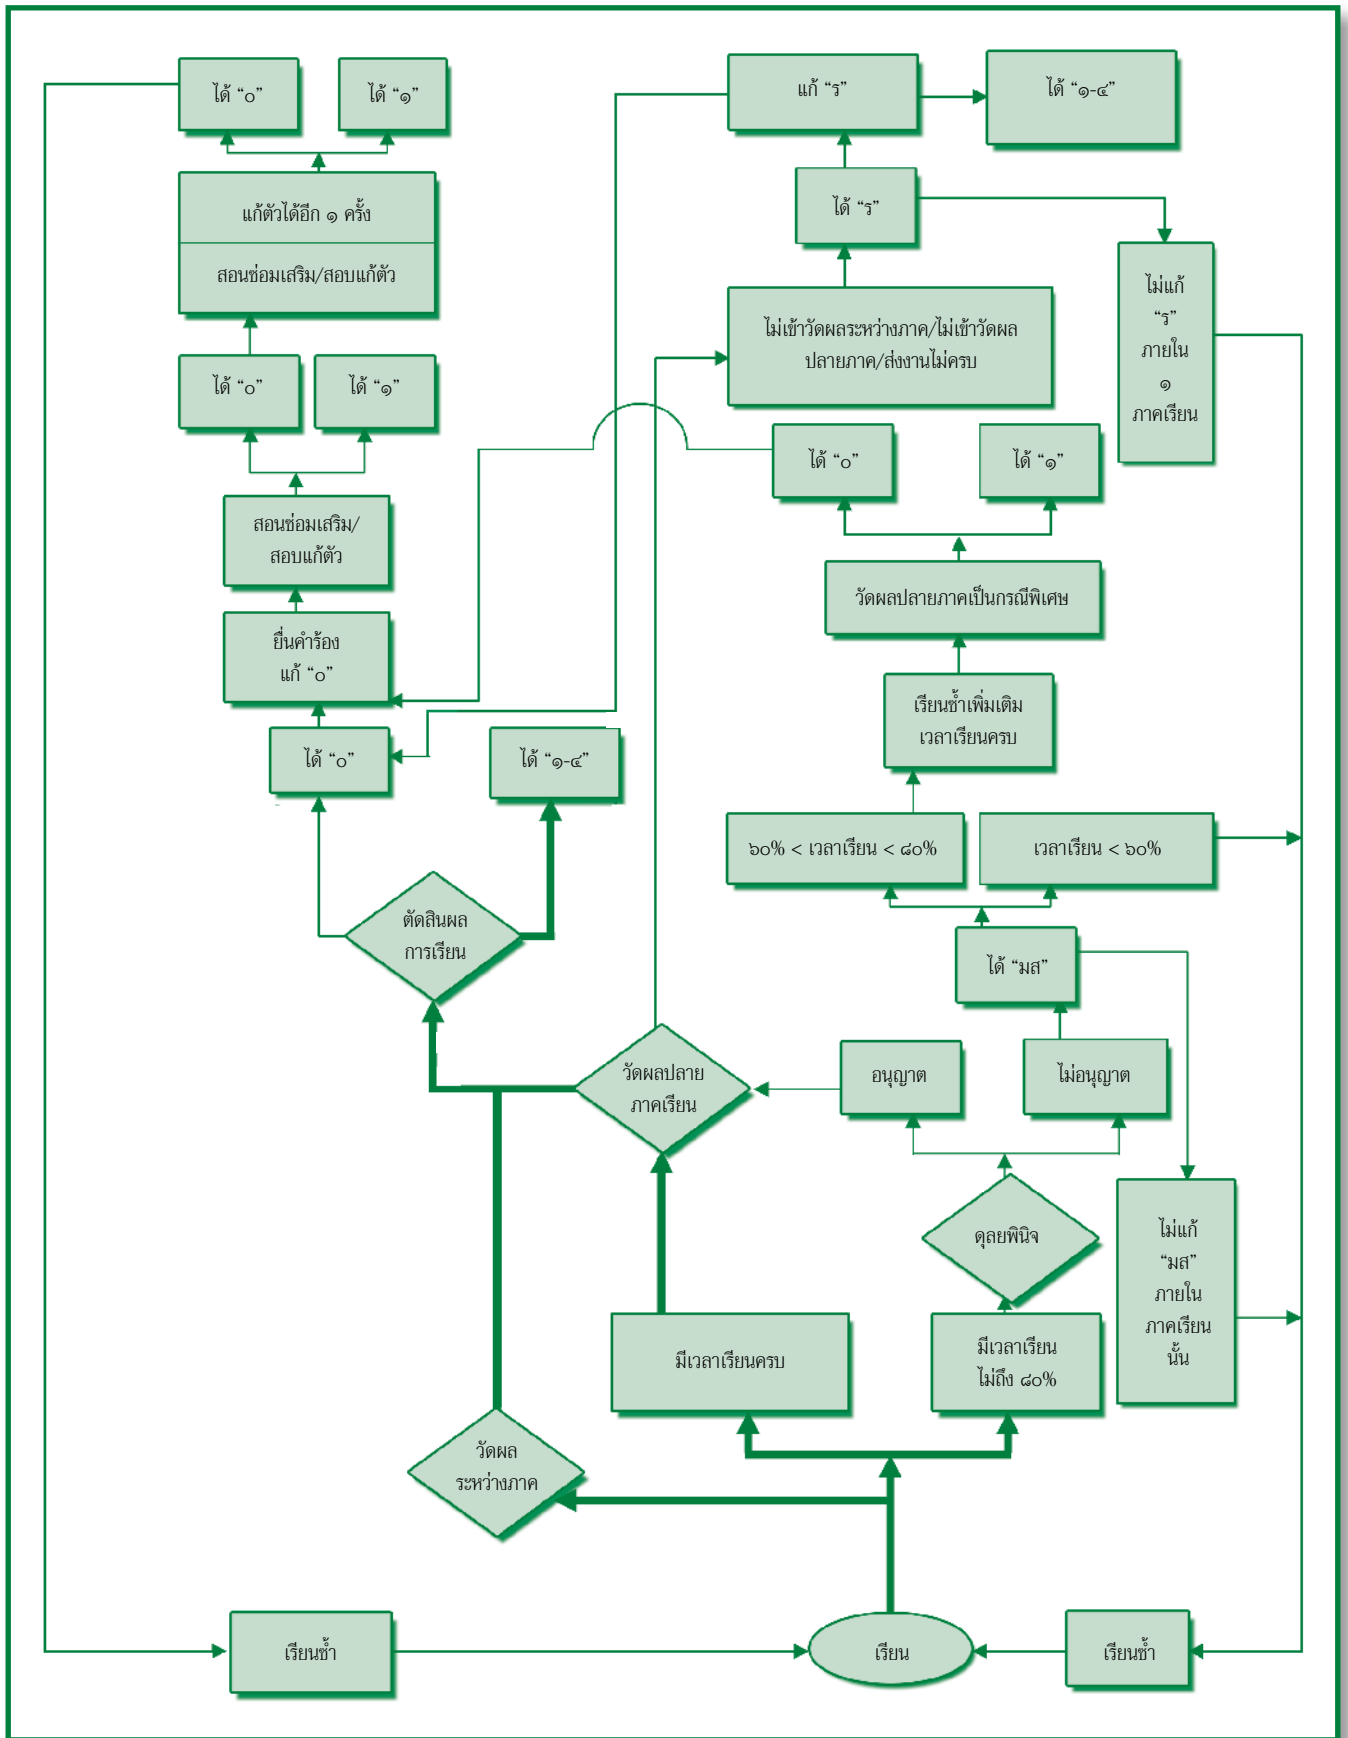 ได้ “๐”
ได้ “๑”
แก้ “ร”
ได้ “๑-๔”
แก้ตัวได้อีก ๑ ครั้ง
สอนซ่อมเสริม/สอบแก้ตัว
ได้ “ร”
ไม่แก้
“ร”
ภายใน
๑
ภาคเรียน
ไม่เข้าวัดผลระหว่างภาค/ไม่เข้าวัดผล
ปลายภาค/ส่งงานไม่ครบ
ได้ “๐”
ได้ “๑”
ได้ “๐”
ได้ “๑”
สอนซ่อมเสริม/
สอบแก้ตัว
วัดผลปลายภาคเป็นกรณีพิเศษ
ยื่นคำร้อง
แก้ “๐”
เรียนซ้ำเพิ่มเติม
เวลาเรียนครบ
ได้ “๐”
ได้ “๑-๔”
๖๐% < เวลาเรียน < ๘๐%
เวลาเรียน < ๖๐%
ตัดสินผล
การเรียน
ได้ “มส”
วัดผลปลาย
ภาคเรียน
อนุญาต
ไม่อนุญาต
ดุลยพินิจ
ไม่แก้
“มส”
ภายใน
ภาคเรียน
นั้น
มีเวลาเรียนครบ
มีเวลาเรียน
ไม่ถึง ๘๐%
วัดผล
ระหว่างภาค
เรียนซ้ำ
เรียน
เรียนซ้ำ